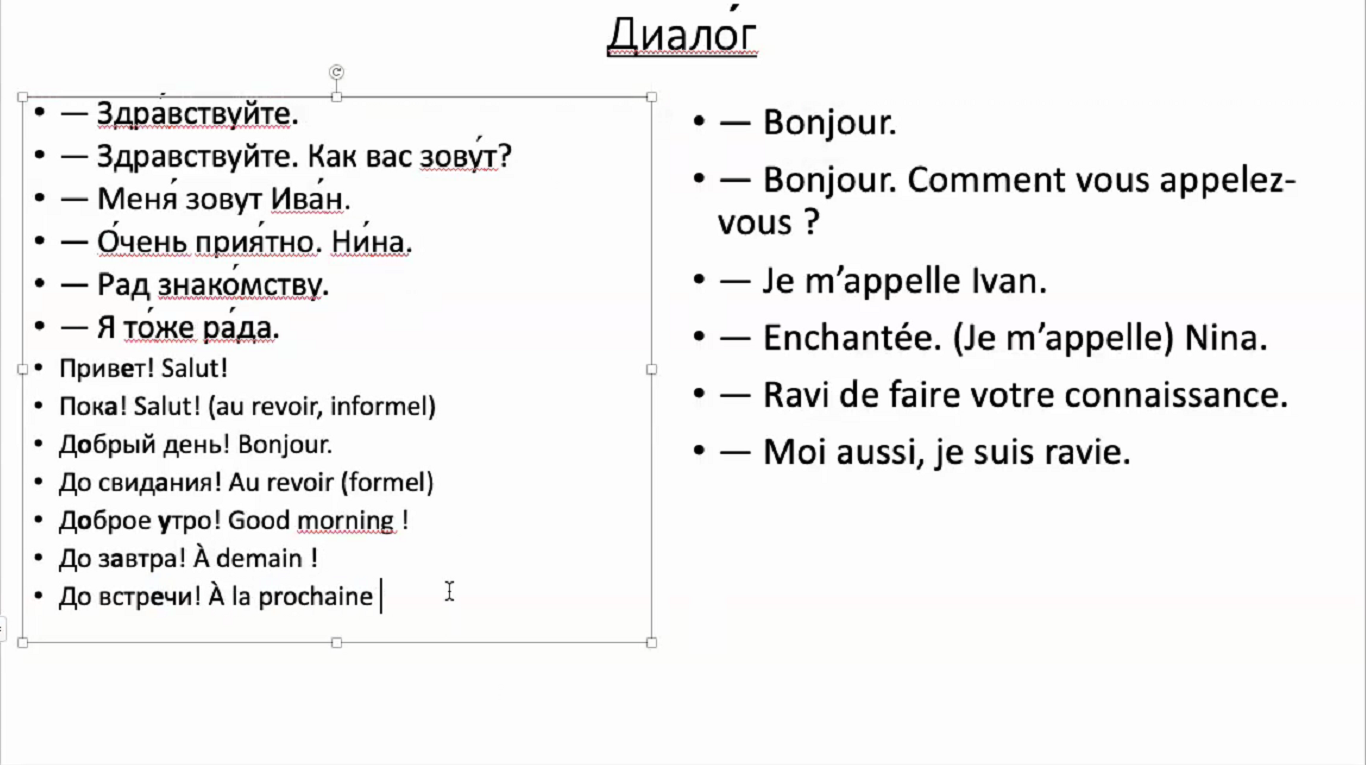 Диало́г
• — Здра́вствуйте.
• — Здравствуйте. Как вас зову́т?
• — Меня́ зовут Ива́н.
• — О́чень прия́тно. Ни́на.
• — Рад знако́мству.
• — Я то́же ра́да.
• Привет! Salut!
• Пока! Salut! (au revoir, informel)
• Добрый день! Bonjour.
• До свидания! Au revoir (formel)
• Доброе утро! Good morning !
• До завтра! À demain !
• До встречи! À la prochaine
• — Bonjour.
• — Bonjour. Comment vous appelez-
vous ?
• — Je m’appelle Ivan.
• — Enchantée. (Je m’appelle) Nina.
• — Ravi de faire votre connaissance.
• — Moi aussi, je suis ravie.